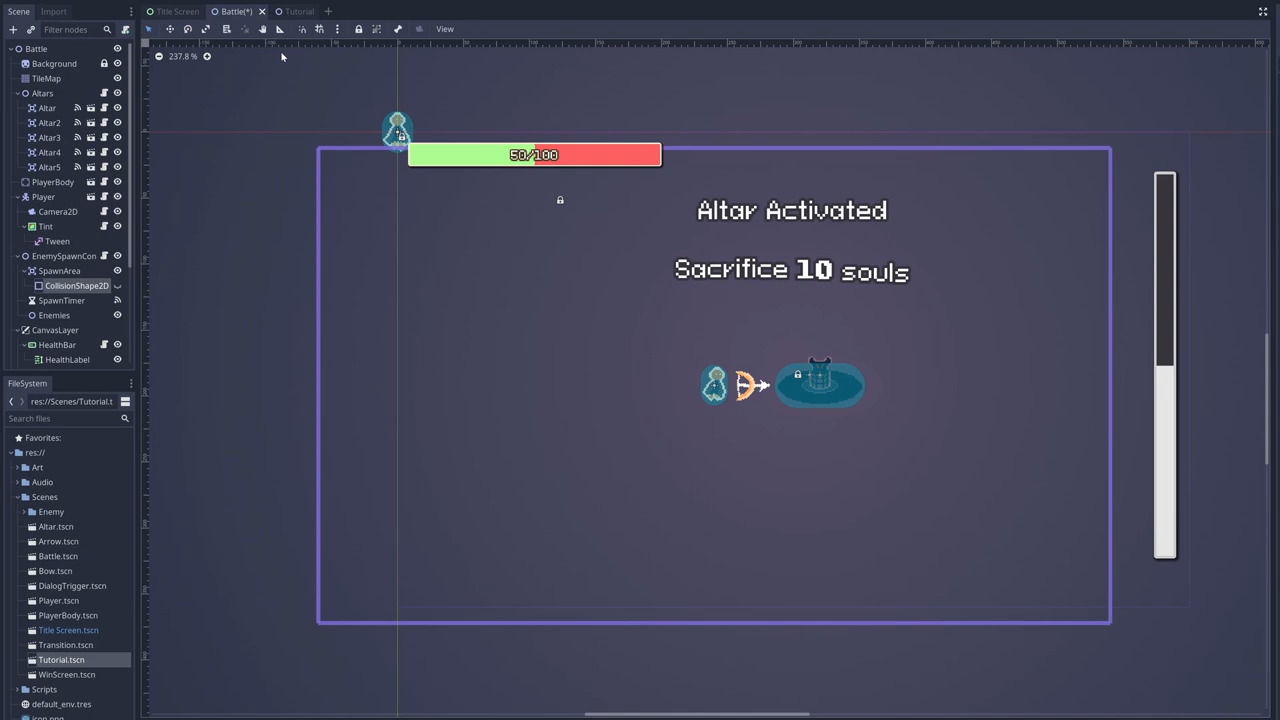 Scene
Import
Title Screen
Battle(*)
Tutorial
Filter nodes
View
237.8 %
Battle
Background
TileMap
Altars
Altar
Altar2
Altar3
Altar4
Altar5
PlayerBody
Player
Camera2D
Tint
Tween
EnemySpawnCon
SpawnArea
CollisionShape2D
SpawnTimer
Enemies
CanvasLayer
HealthBar
HealthLabel
50/100
Altar Activated
Sacrifice 10 souls
FileSystem
res://Scenes/Tutorial.t
Search files
Favorites:
res://
Art
Audio
Scenes
Enemy
Altar.tscn
Arrow.tscn
Battle.tscn
Bow.tscn
DialogTrigger.tscn
Player.tscn
PlayerBody.tscn
Title Screen.tscn
Transition.tscn
Tutorial.tscn
WinScreen.tscn
Scripts
default_env.tres
icon.png